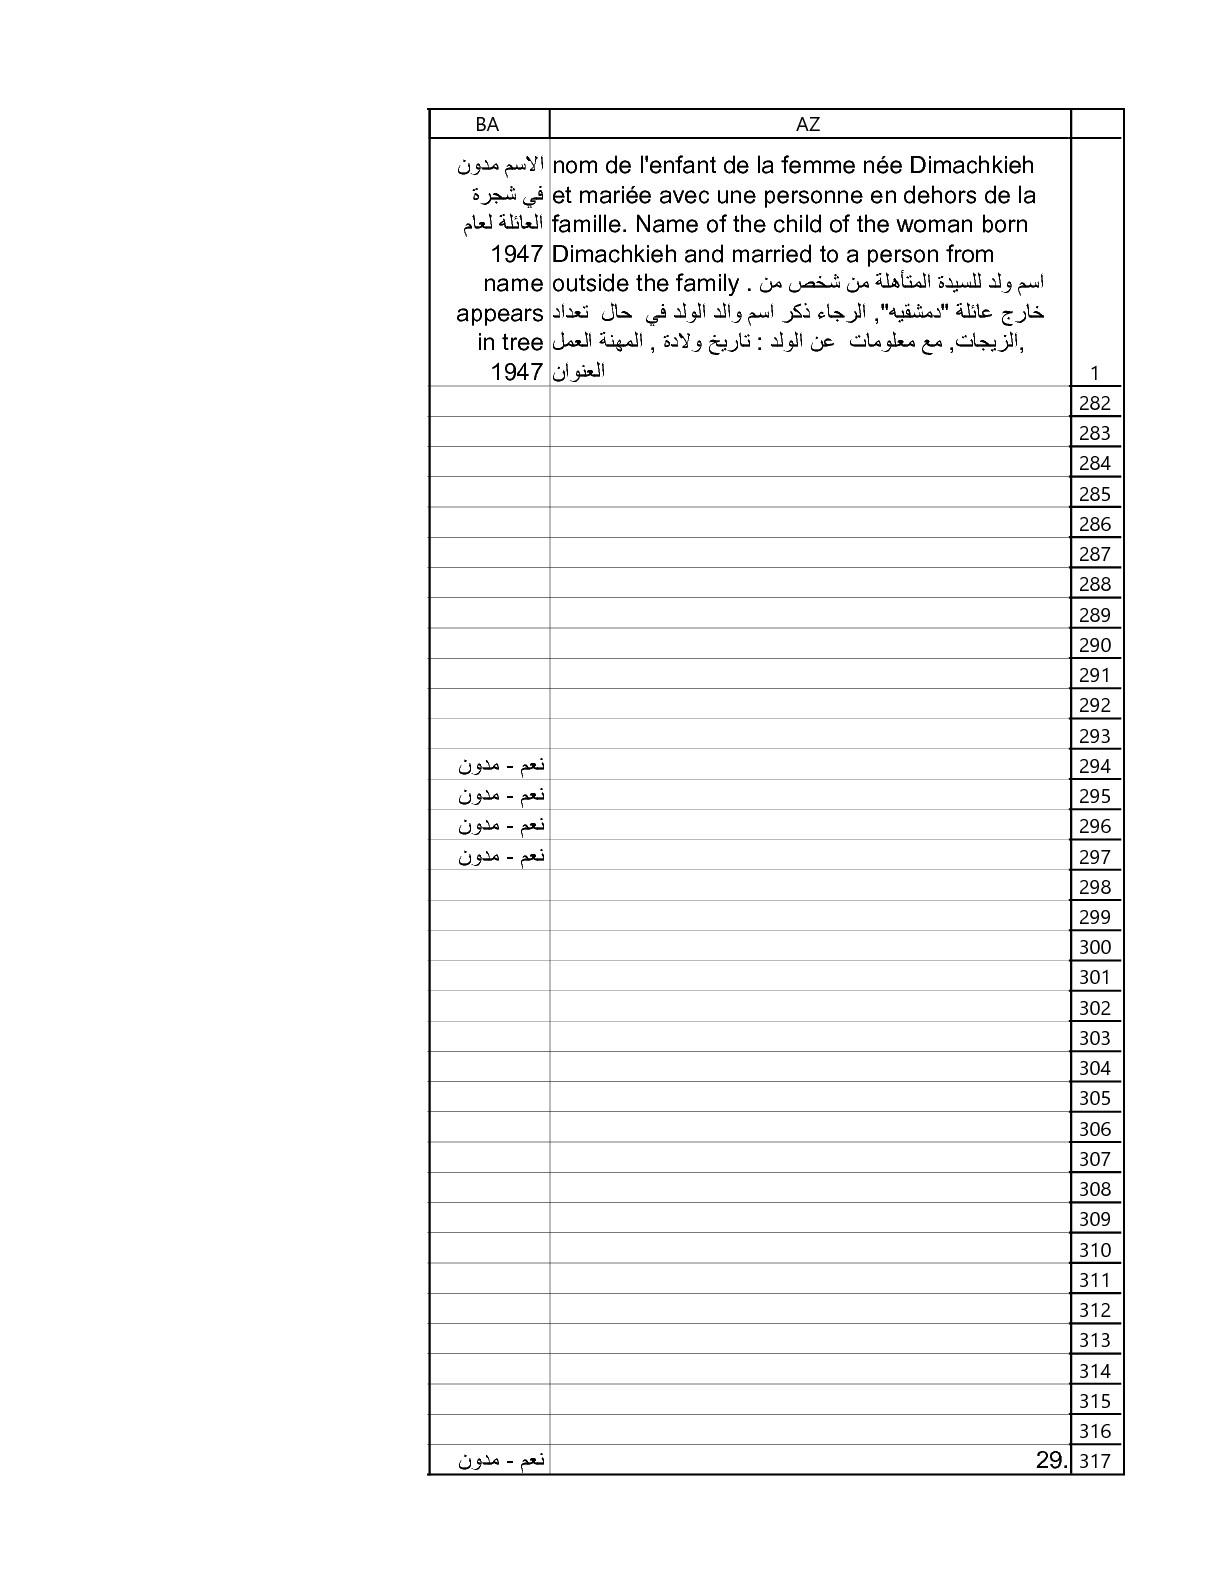 BA AZ
الاسم مدون
في شجرة
العائلة لعام
1947
name
appears
in tree
1947
nom de l'enfant de la femme née Dimachkieh
et mariée avec une personne en dehors de la
famille. Name of the child of the woman born
Dimachkieh and married to a person from
outside the family . اسم ولد للسيدة المتأهلة من شخص من
خارج عائلة "دمشقيه", الرجاء ذكر اسم والد الولد في حال تعداد
الزيجات, مع معلومات عن الولد : تاريخ ولادة , المهنة العمل,
العنوان
1
282
283
284
285
286
287
288
289
290
291
292
293
نعم - مدون 294
نعم - مدون 295
نعم - مدون 296
نعم - مدون 297
298
299
300
301
302
303
304
305
306
307
308
309
310
311
312
313
314
315
316
نعم - مدون 29. 317